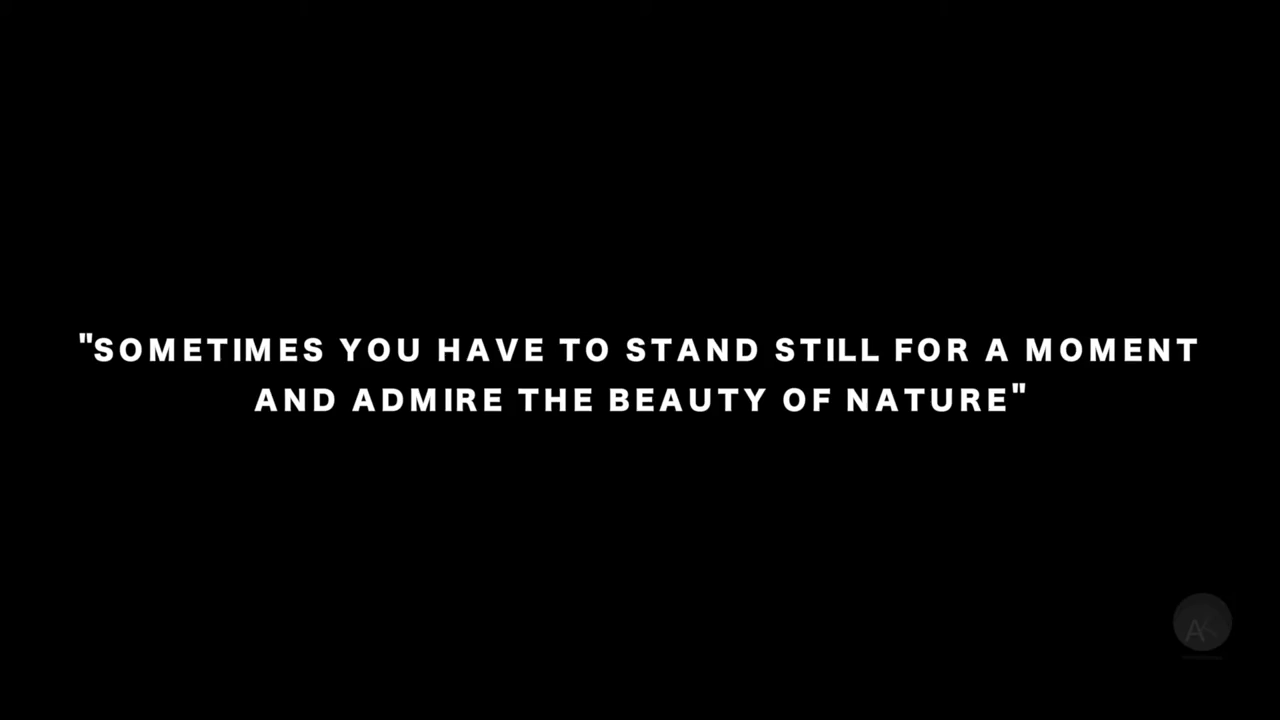 "SOMETIMES YOU HAVE TO STAND STILL FOR A MOMENT
AND ADMIRE THE BEAUTY OF NATURE"